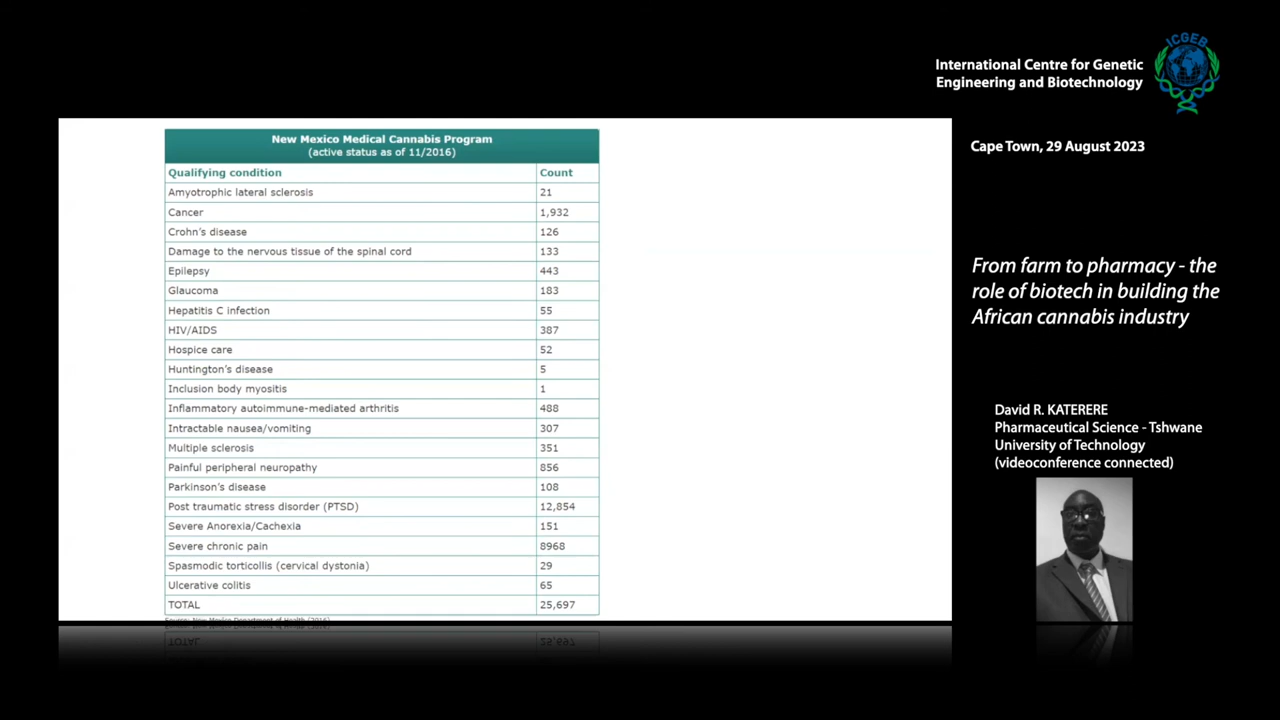 ICGEB
International Centre for Genetic
Engineering and Biotechnology
Cape Town, 29 August 2023
From farm to pharmacy - the
role of biotech in building the
African cannabis industry
David R. KATERERE
Pharmaceutical Science - Tshwane
University of Technology
(videoconference connected)
New Mexico Medical Cannabis Program
(active status as of 11/2016)
Qualifying condition Count
Amyotrophic lateral sclerosis 21
Cancer 1,932
Crohn's disease 126
Damage to the nervous tissue of the spinal cord 133
Epilepsy 443
Glaucoma 183
Hepatitis C infection 55
HIV/AIDS 387
Hospice care 52
Huntington's disease 5
Inclusion body myositis 1
Inflammatory autoimmune-mediated arthritis 488
Intractable nausea/vomiting 307
Multiple sclerosis 351
Painful peripheral neuropathy 856
Parkinson's disease 108
Post traumatic stress disorder (PTSD) 12,854
Severe Anorexia/Cachexia 151
Severe chronic pain 8968
Spasmodic torticollis (cervical dystonia) 29
Ulcerative colitis 65
TOTAL 25,697
Source: New Mexico Department of Health (2016)